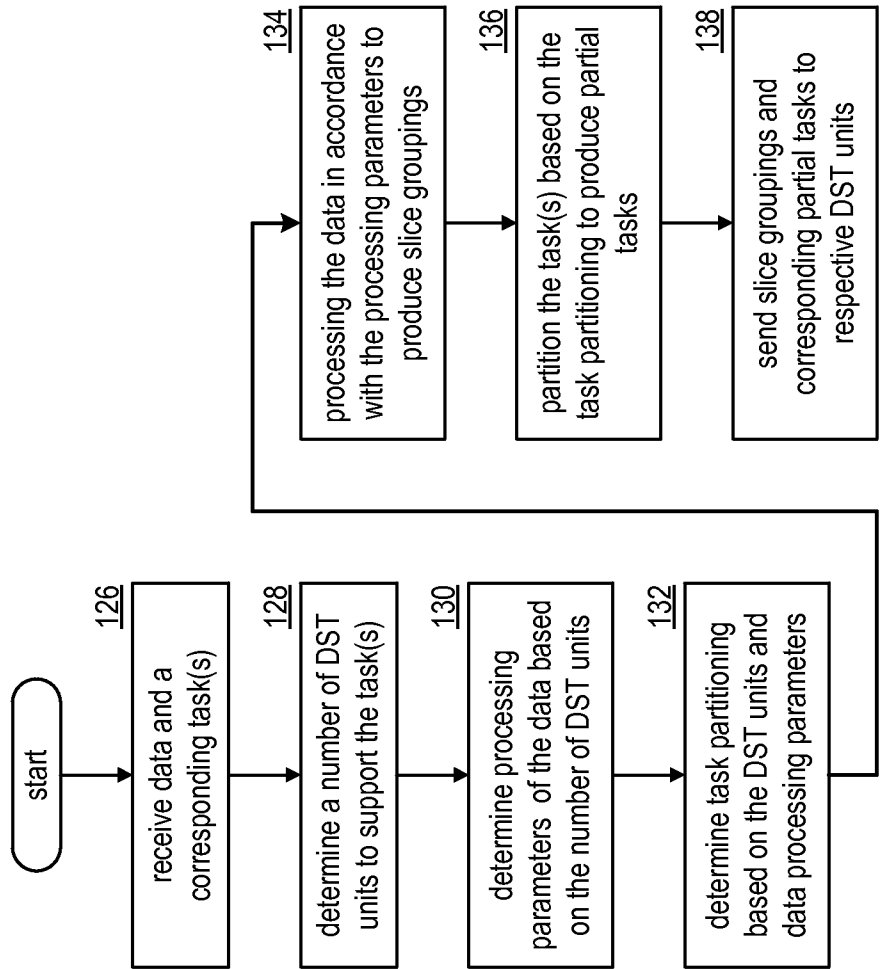 start
126
receive data and a
corresponding task(s)
128
determine a number of DST
units to support the task(s)
130
determine processing
parameters of the data based
on the number of DST units
132
determine task partitioning
based on the DST units and
data processing parameters
134
processing the data in accordance
with the processing parameters to
produce slice groupings
136
partition the task(s) based on the
task partitioning to produce partial
tasks
138
send slice groupings and
corresponding partial tasks to
respective DST units